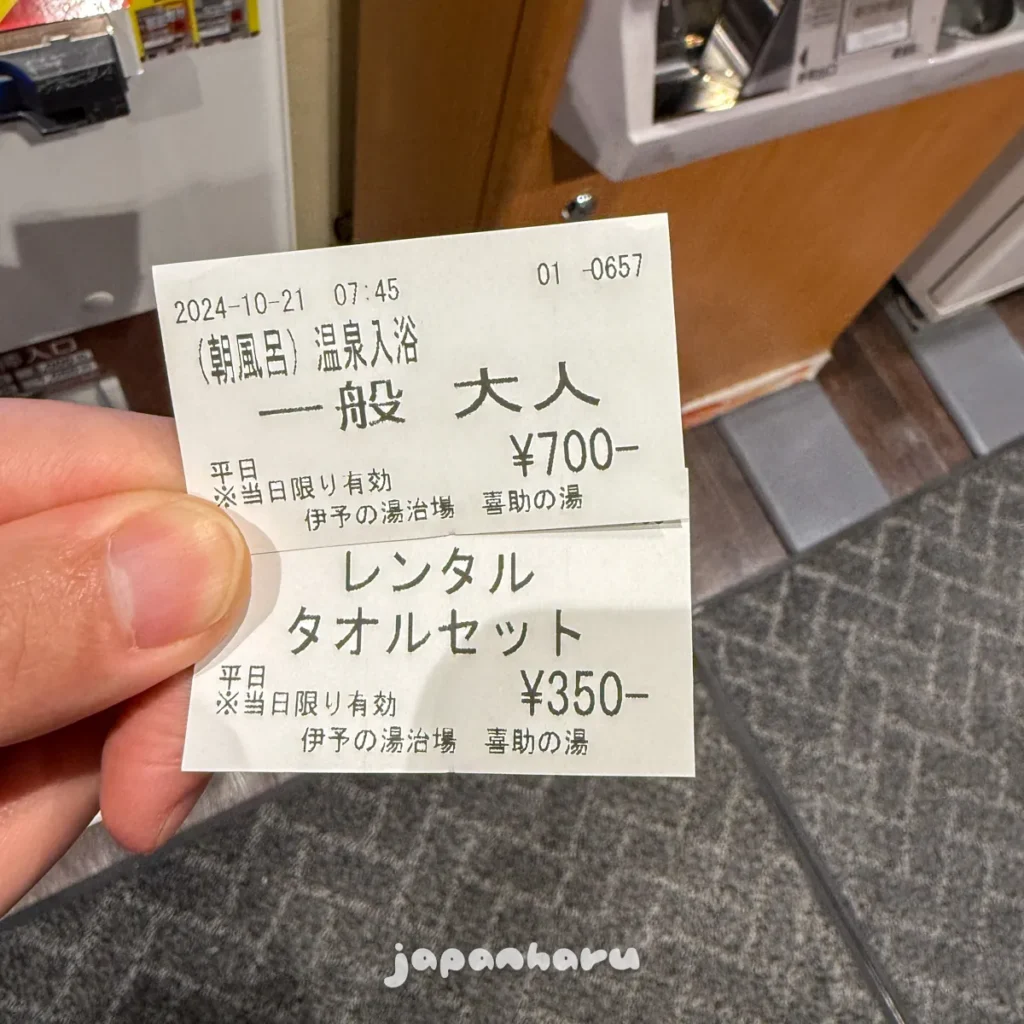 2024-10-21 07:45 01 -0657
(朝風呂) 温泉入浴
一般 大人
¥700-
平日
※当日限り有効
伊予の湯治場 喜助の湯
レンタル
タオルセット
¥350-
平日
※当日限り有効
伊予の湯治場 喜助の湯
japanharu